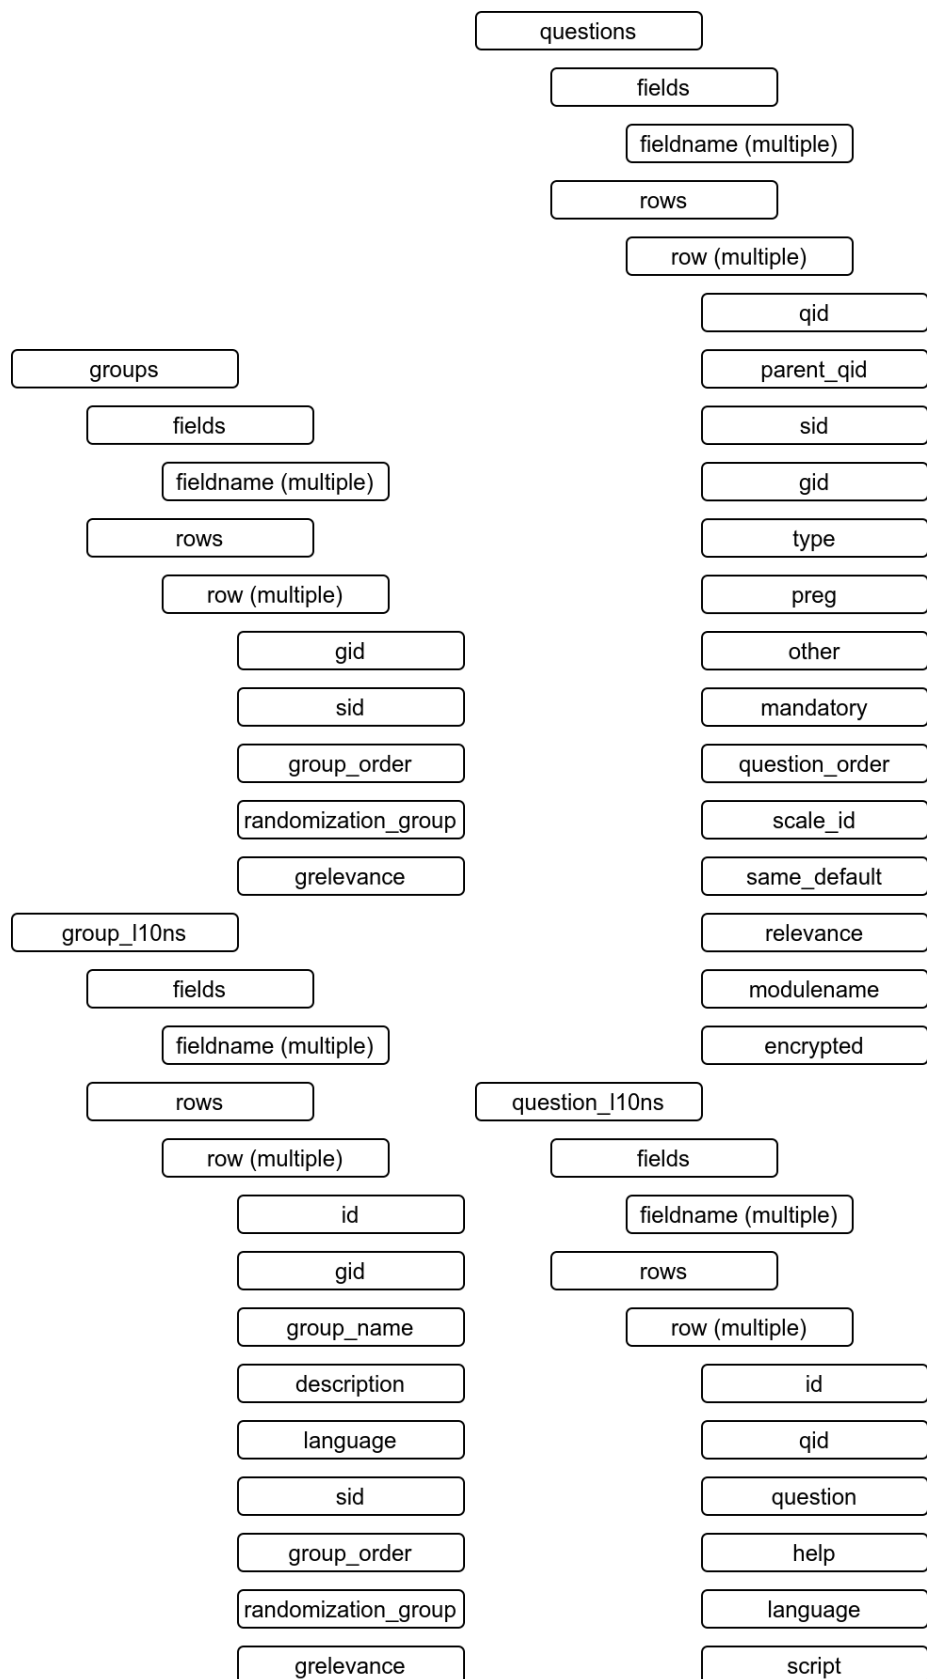 groups
fields
fieldname (multiple)
rows
row (multiple)
gid
sid
group_order
randomization_group
grelevance
group_l10ns
fields
fieldname (multiple)
rows
row (multiple)
id
gid
group_name
description
language
sid
group_order
randomization_group
grelevance
questions
fields
fieldname (multiple)
rows
row (multiple)
qid
parent_qid
sid
gid
type
preg
other
mandatory
question_order
scale_id
same_default
relevance
modulename
encrypted
question_l10ns
fields
fieldname (multiple)
rows
row (multiple)
id
qid
question
help
language
script